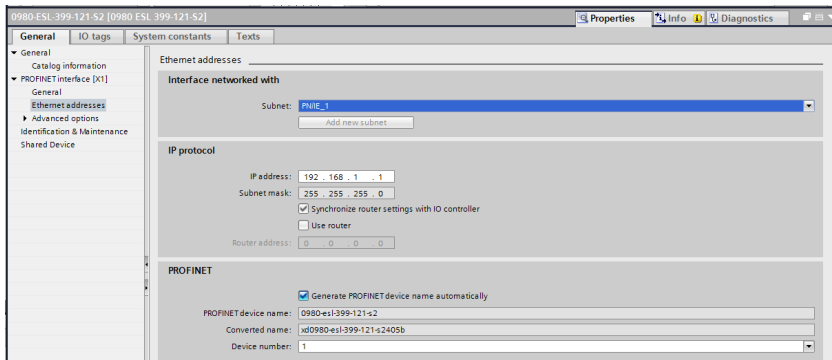 0980-ESL-399-121-S2 [0980 ESL 399-121-S2]
Properties
Info
Diagnostics
General
IO tags
System constants
Texts
General
Catalog information
PROFINET interface [X1]
General
Ethernet addresses
Advanced options
Identification & Maintenance
Shared Device
Ethernet addresses
Interface networked with
Subnet: PN/IE_1
Add new subnet
IP protocol
IP address: 192 . 168 . 1 . 1
Subnet mask: 255 . 255 . 255 . 0
Synchronize router settings with IO controller
Use router
Router address: 0 . 0 . 0 . 0
PROFINET
Generate PROFINET device name automatically
PROFINET device name: 0980-esl-399-121-s2
Converted name: xd0980-esl-399-121-s2405b
Device number: 1